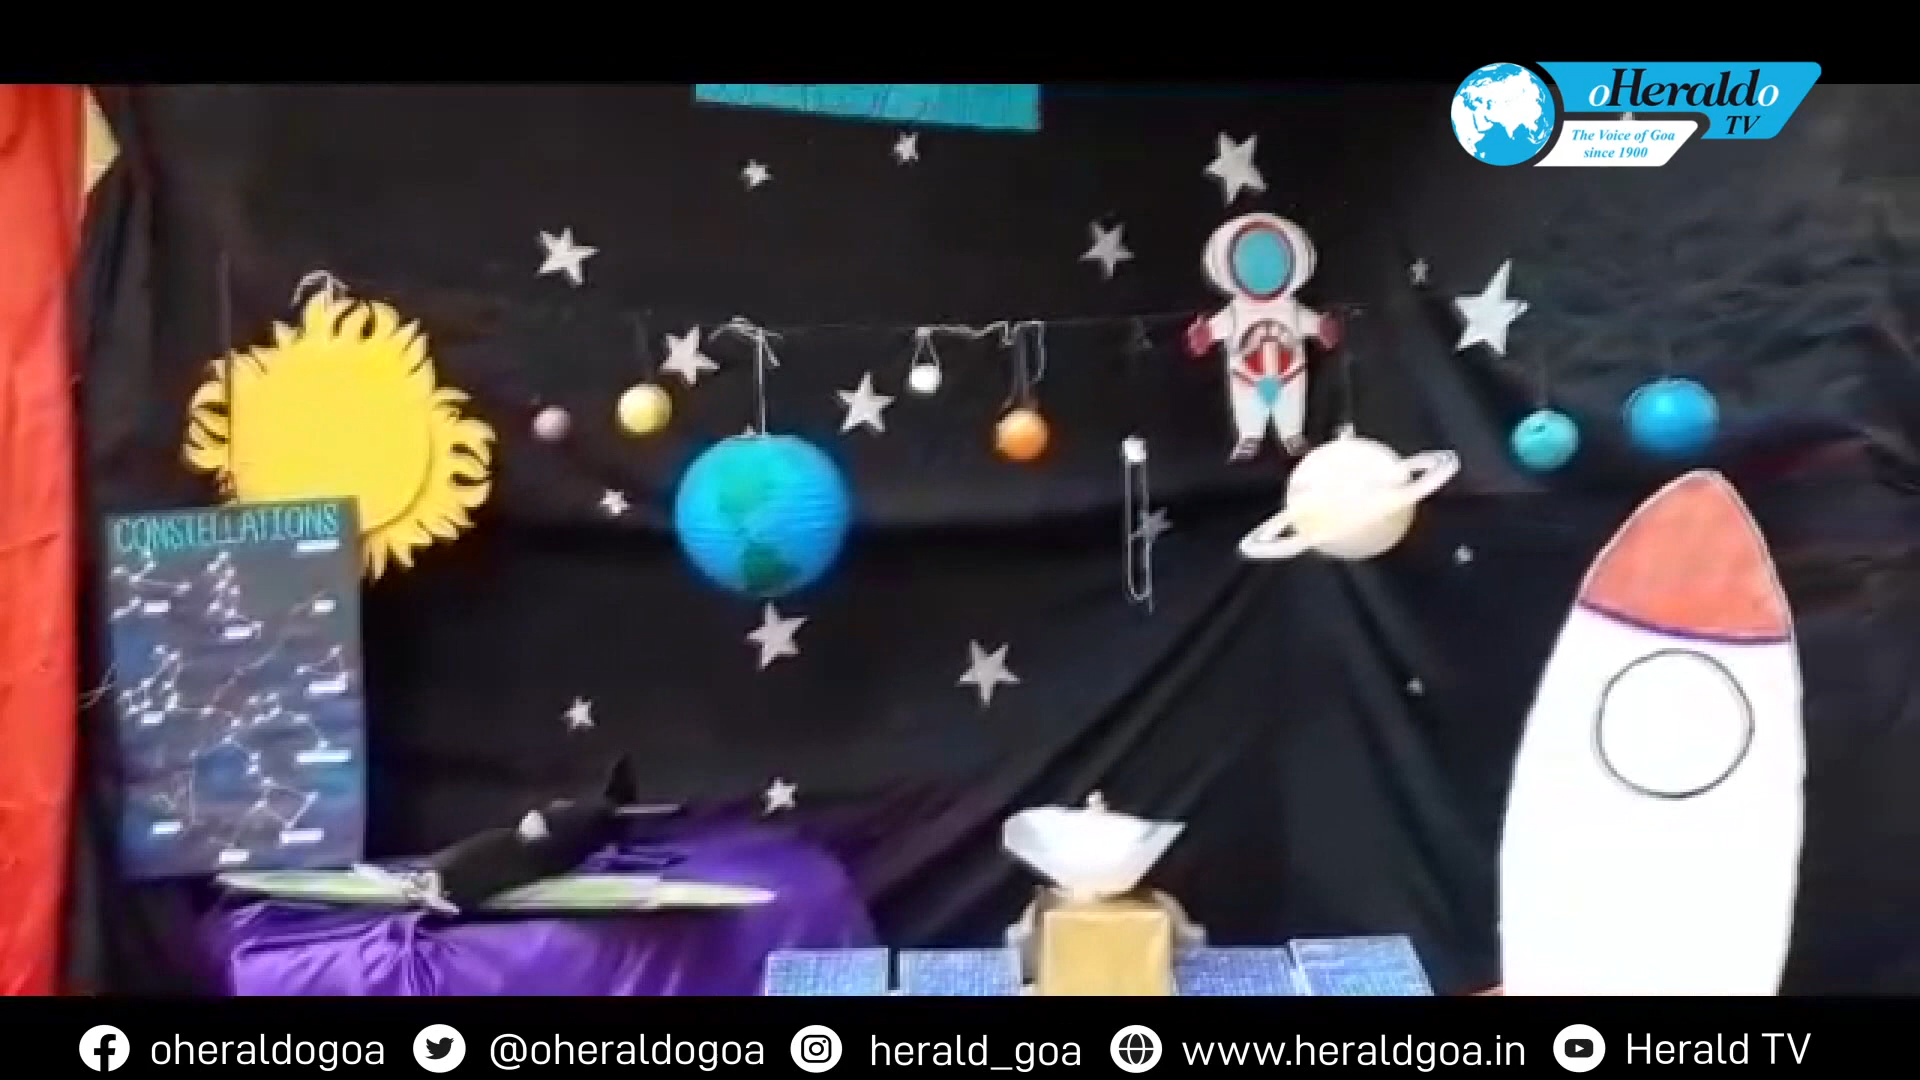 oHeraldo
TV
The Voice of Goa
since 1900
CONSTELLATIONS
oheraldogoa
@oheraldogoa
herald_goa
www.heraldgoa.in
Herald TV